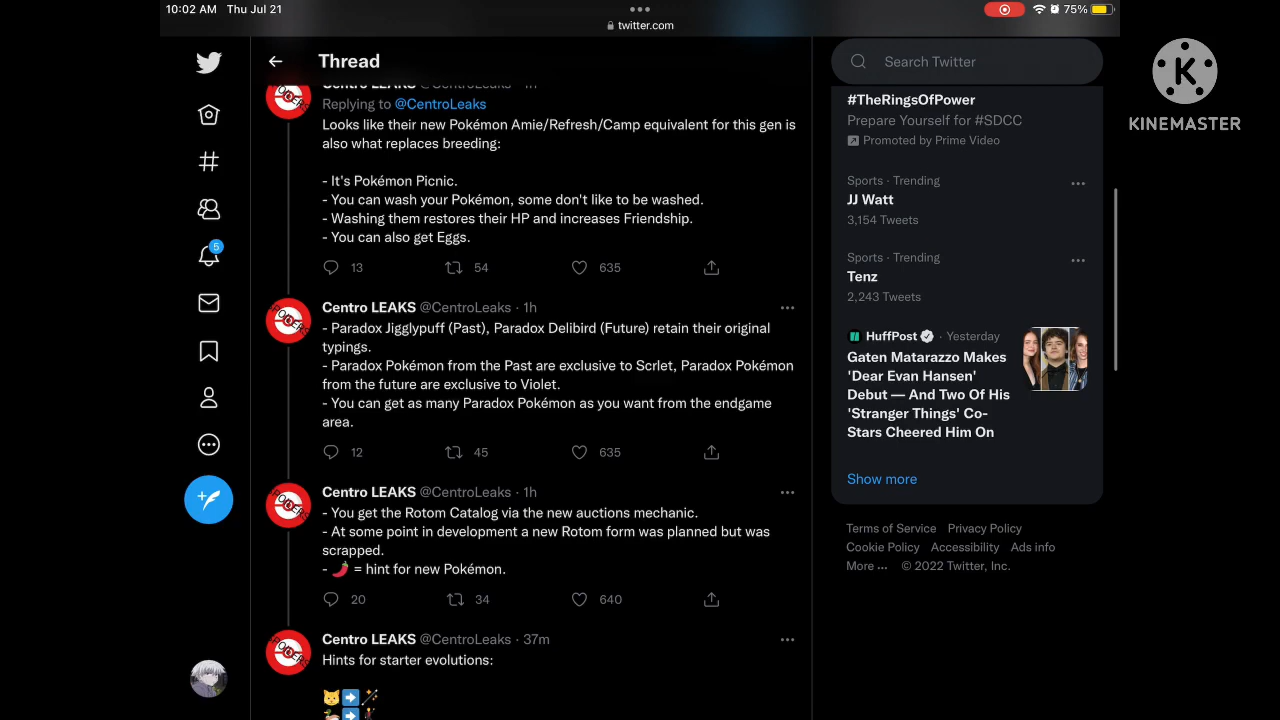 10:02 AM Thu Jul 21
75%
twitter.com
Thread
Centro LEAKS @CentroLeaks · 1h
Replying to @CentroLeaks
Looks like their new Pokémon Amie/Refresh/Camp equivalent for this gen is
also what replaces breeding:
- It's Pokémon Picnic.
- You can wash your Pokémon, some don't like to be washed.
- Washing them restores their HP and increases Friendship.
- You can also get Eggs.
13 54 635
Centro LEAKS @CentroLeaks · 1h
- Paradox Jigglypuff (Past), Paradox Delibird (Future) retain their original
typings.
- Paradox Pokémon from the Past are exclusive to Scrlet, Paradox Pokémon
from the future are exclusive to Violet.
- You can get as many Paradox Pokémon as you want from the endgame
area.
12 45 635
Centro LEAKS @CentroLeaks · 1h
- You get the Rotom Catalog via the new auctions mechanic.
- At some point in development a new Rotom form was planned but was
scrapped.
- 🌶️ = hint for new Pokémon.
20 34 640
Centro LEAKS @CentroLeaks · 37m
Hints for starter evolutions:
5
Search Twitter
#TheRingsOfPower
Prepare Yourself for #SDCC
Promoted by Prime Video
Sports · Trending
JJ Watt
3,154 Tweets
Sports · Trending
Tenz
2,243 Tweets
HuffPost · Yesterday
Gaten Matarazzo Makes
'Dear Evan Hansen'
Debut — And Two Of His
'Stranger Things' Co-
Stars Cheered Him On
Show more
Terms of Service Privacy Policy
Cookie Policy Accessibility Ads info
More ··· © 2022 Twitter, Inc.
K
KINEMASTER